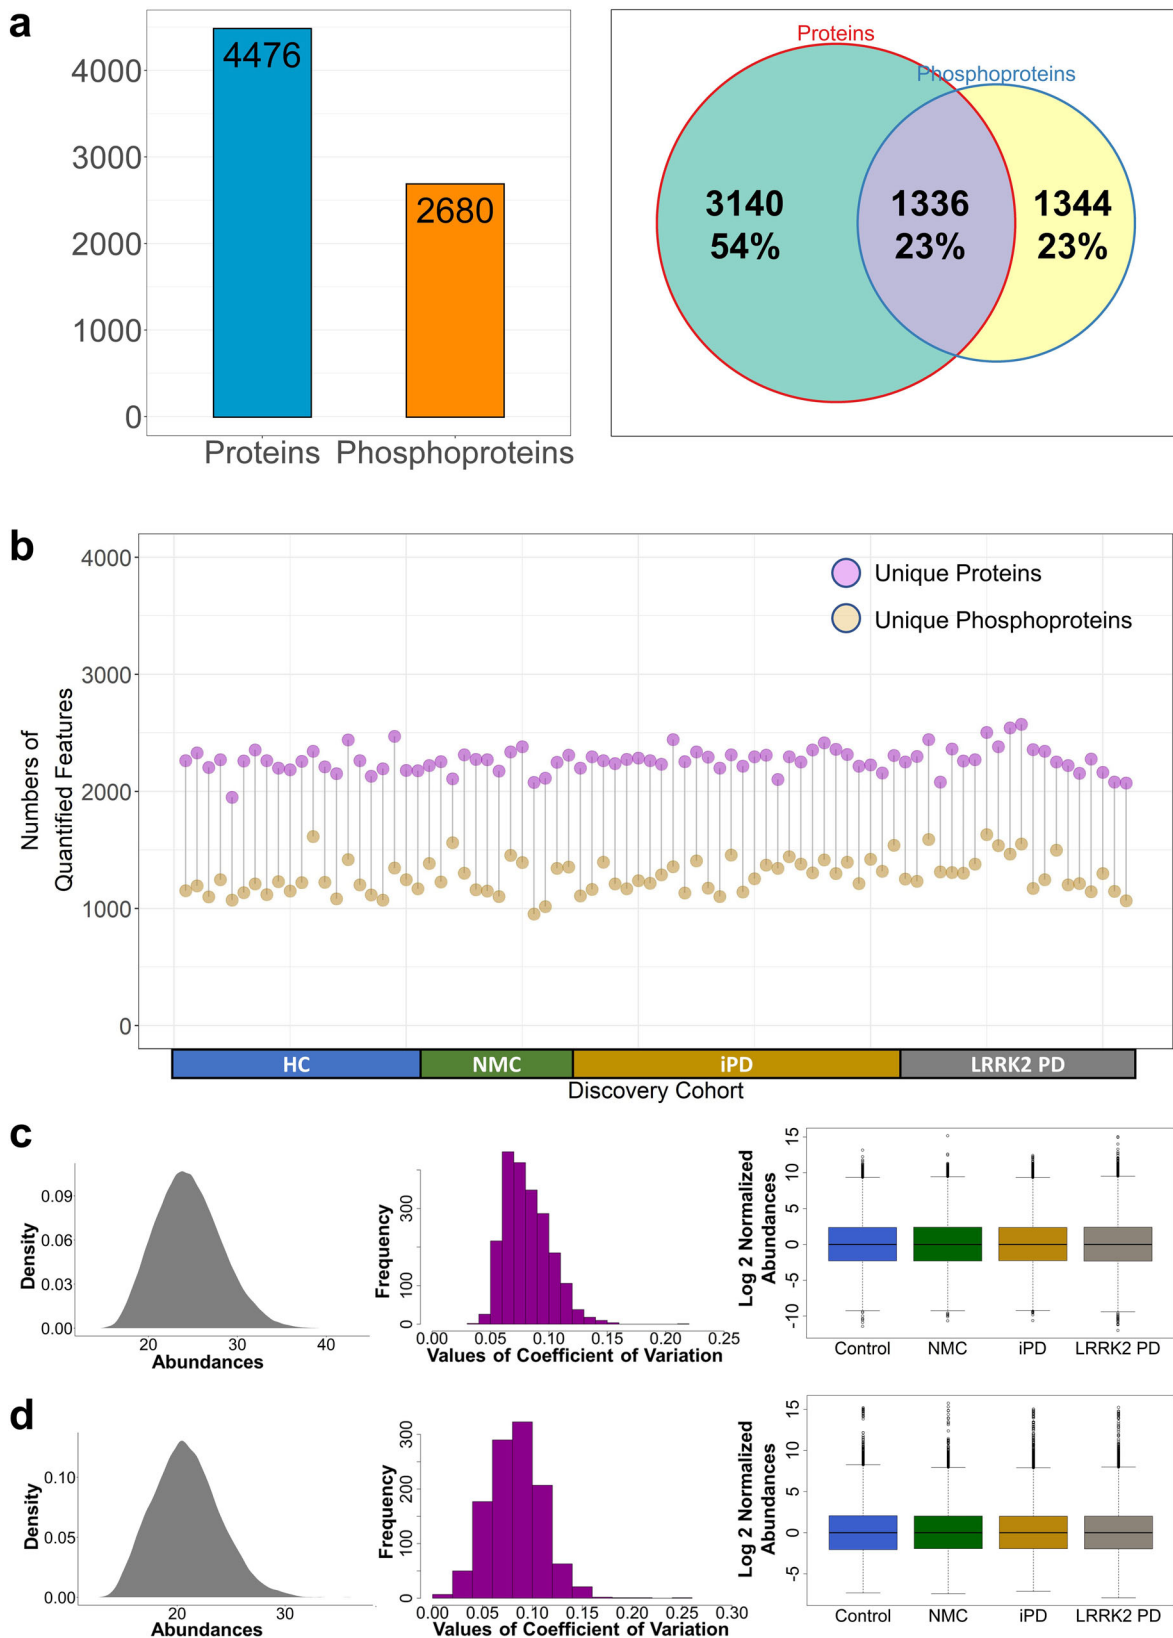 a
4476
2680
4000
3000
2000
1000
0
Proteins Phosphoproteins
Proteins
Phosphoproteins
3140 1336 1344
54% 23% 23%
b
4000
3000
2000
1000
0
Numbers of
Quantified Features
Unique Proteins
Unique Phosphoproteins
HC NMC iPD LRRK2 PD
Discovery Cohort
c
Density
0.09
0.06
0.03
0.00
20 30 40
Abundances
Frequency
300
100
0
0.00 0.05 0.10 0.15 0.20 0.25
Values of Coefficient of Variation
Log 2 Normalized
Abundances
15
10
5
0
-5
-10
Control NMC iPD LRRK2 PD
d
Density
0.10
0.05
0.00
20 30
Abundances
Frequency
300
200
100
0
0.00 0.05 0.10 0.15 0.20 0.25 0.30
Values of Coefficient of Variation
Log 2 Normalized
Abundances
15
10
5
0
-5
Control NMC iPD LRRK2 PD